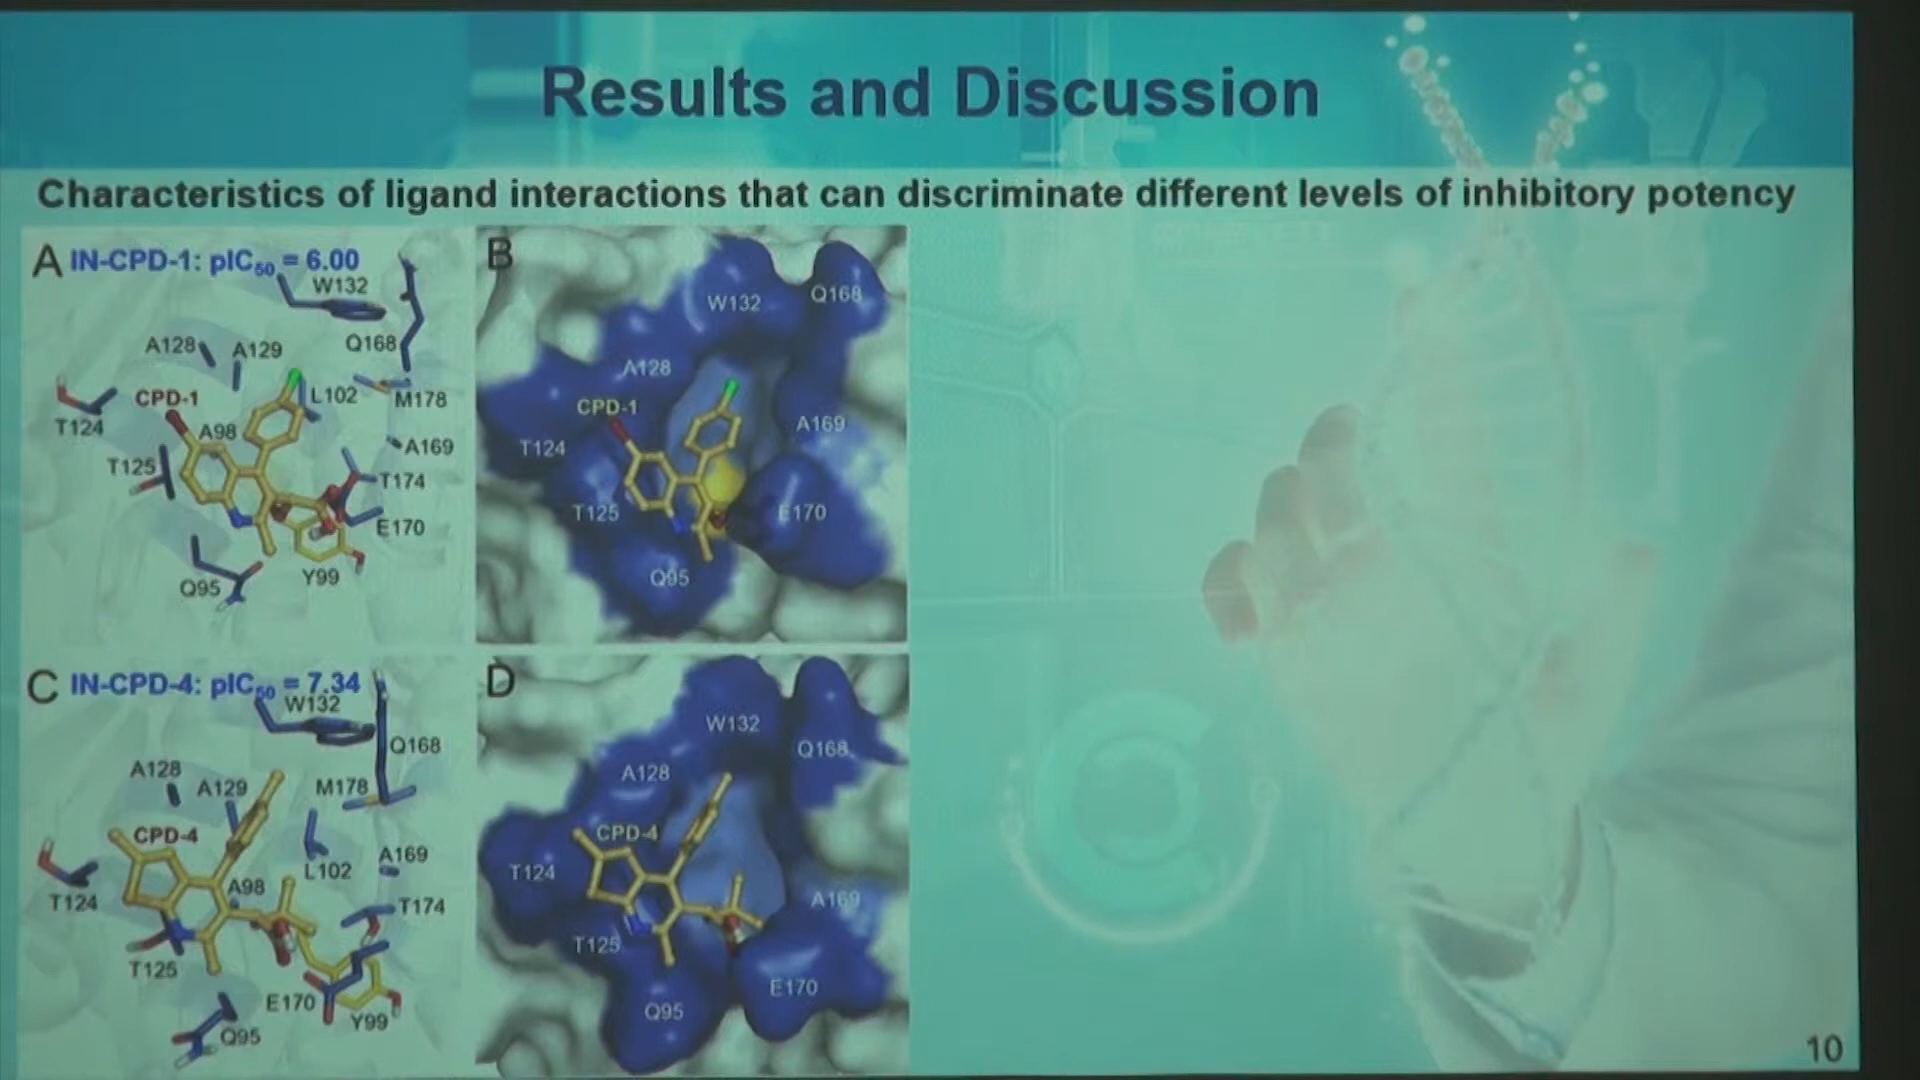 Results and Discussion
Characteristics of ligand interactions that can discriminate different levels of inhibitory potency
A IN-CPD-1: pIC50 = 6.00
W132
A128
A129
Q168
CPD-1
L102
M178
T124
A98
A169
T125
T174
E170
Q95
Y99
B
W132
Q168
A128
CPD-1
A169
T124
T125
E170
Q95
C IN-CPD-4: pIC50 = 7.34
W132
Q168
A128
A129
M178
CPD-4
A169
L102
A98
T124
T174
T125
E170
Y99
Q95
D
W132
Q168
A128
CPD-4
T124
A169
T125
E170
Q95
10